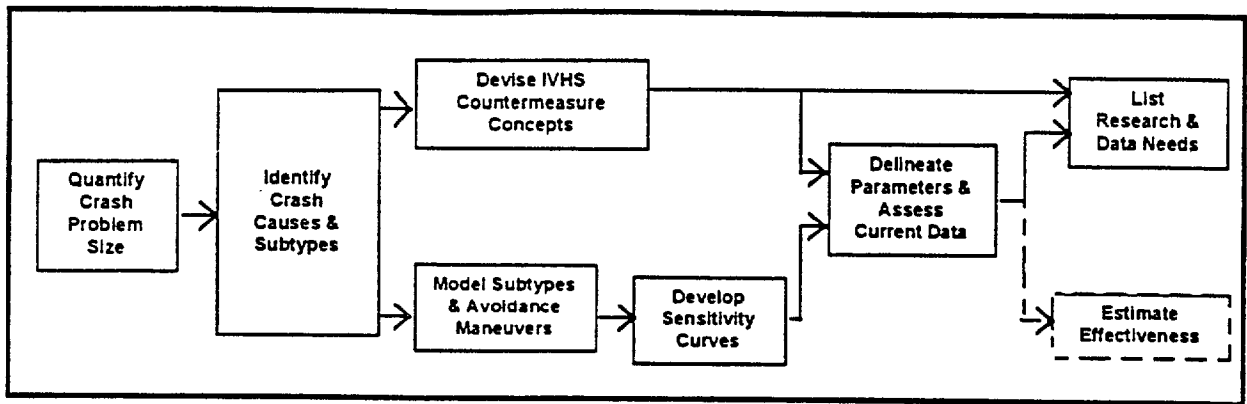 Quantify
Crash
Problem
Size
Identify
Crash
Causes &
Subtypes
Devise IVHS
Countermeasure
Concepts
Model Subtypes
& Avoidance
Maneuvers
Develop
Sensitivity
Curves
Delineate
Parameters &
Assess
Current Data
List
Research &
Data Needs
Estimate
Effectiveness